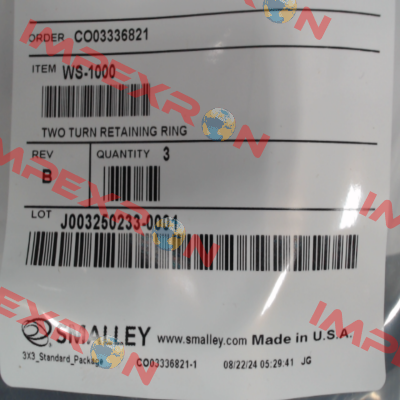 ORDER CO03336821
ITEM WS-1000
TWO TURN RETAINING RING
REV QUANTITY 3
B
LOT J003250233-0001
SMALLEY www.smalley.com Made in U.S.A.
3X3_Standard_Package CO03336821-1 08/22/24 05:29:41 JG
IMPEXRON
IMPEXRON
IMPEXRON